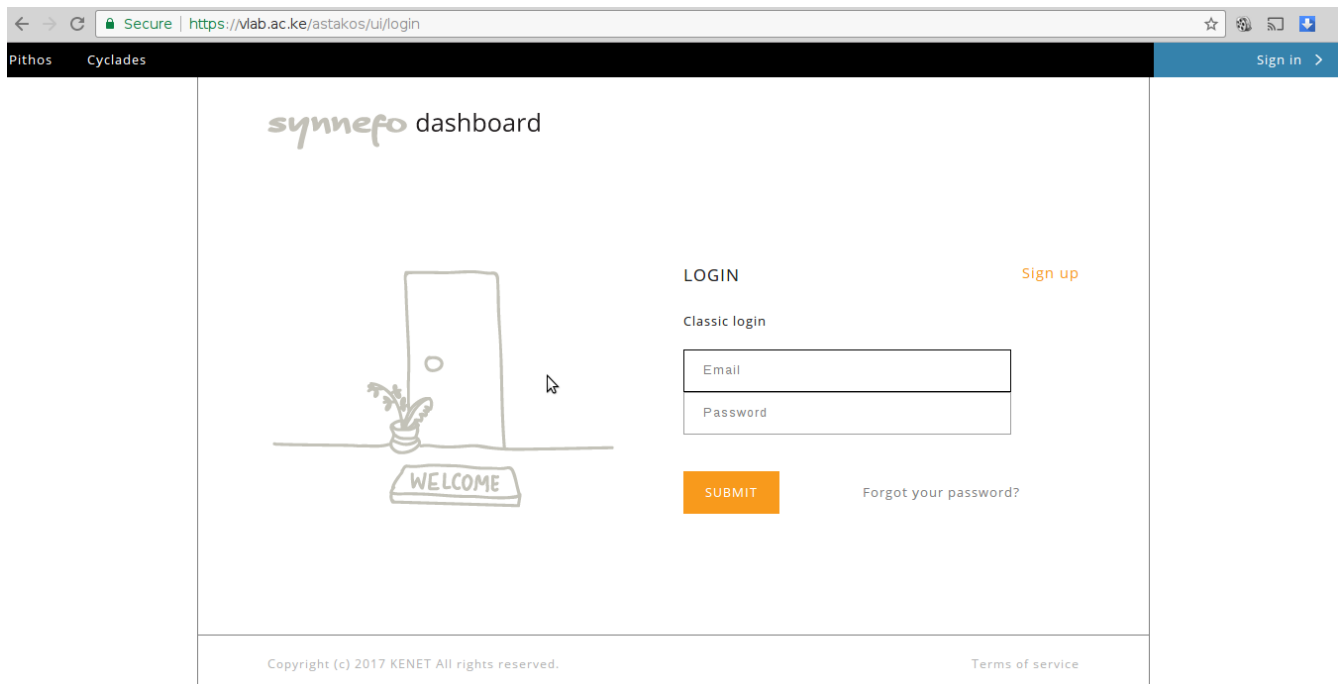 Secure | https://vlab.ac.ke/astakos/ui/login
Pithos Cyclades Sign in
synnefo dashboard
LOGIN Sign up
Classic login
Email
Password
WELCOME
SUBMIT Forgot your password?
Copyright (c) 2017 KENET All rights reserved. Terms of service